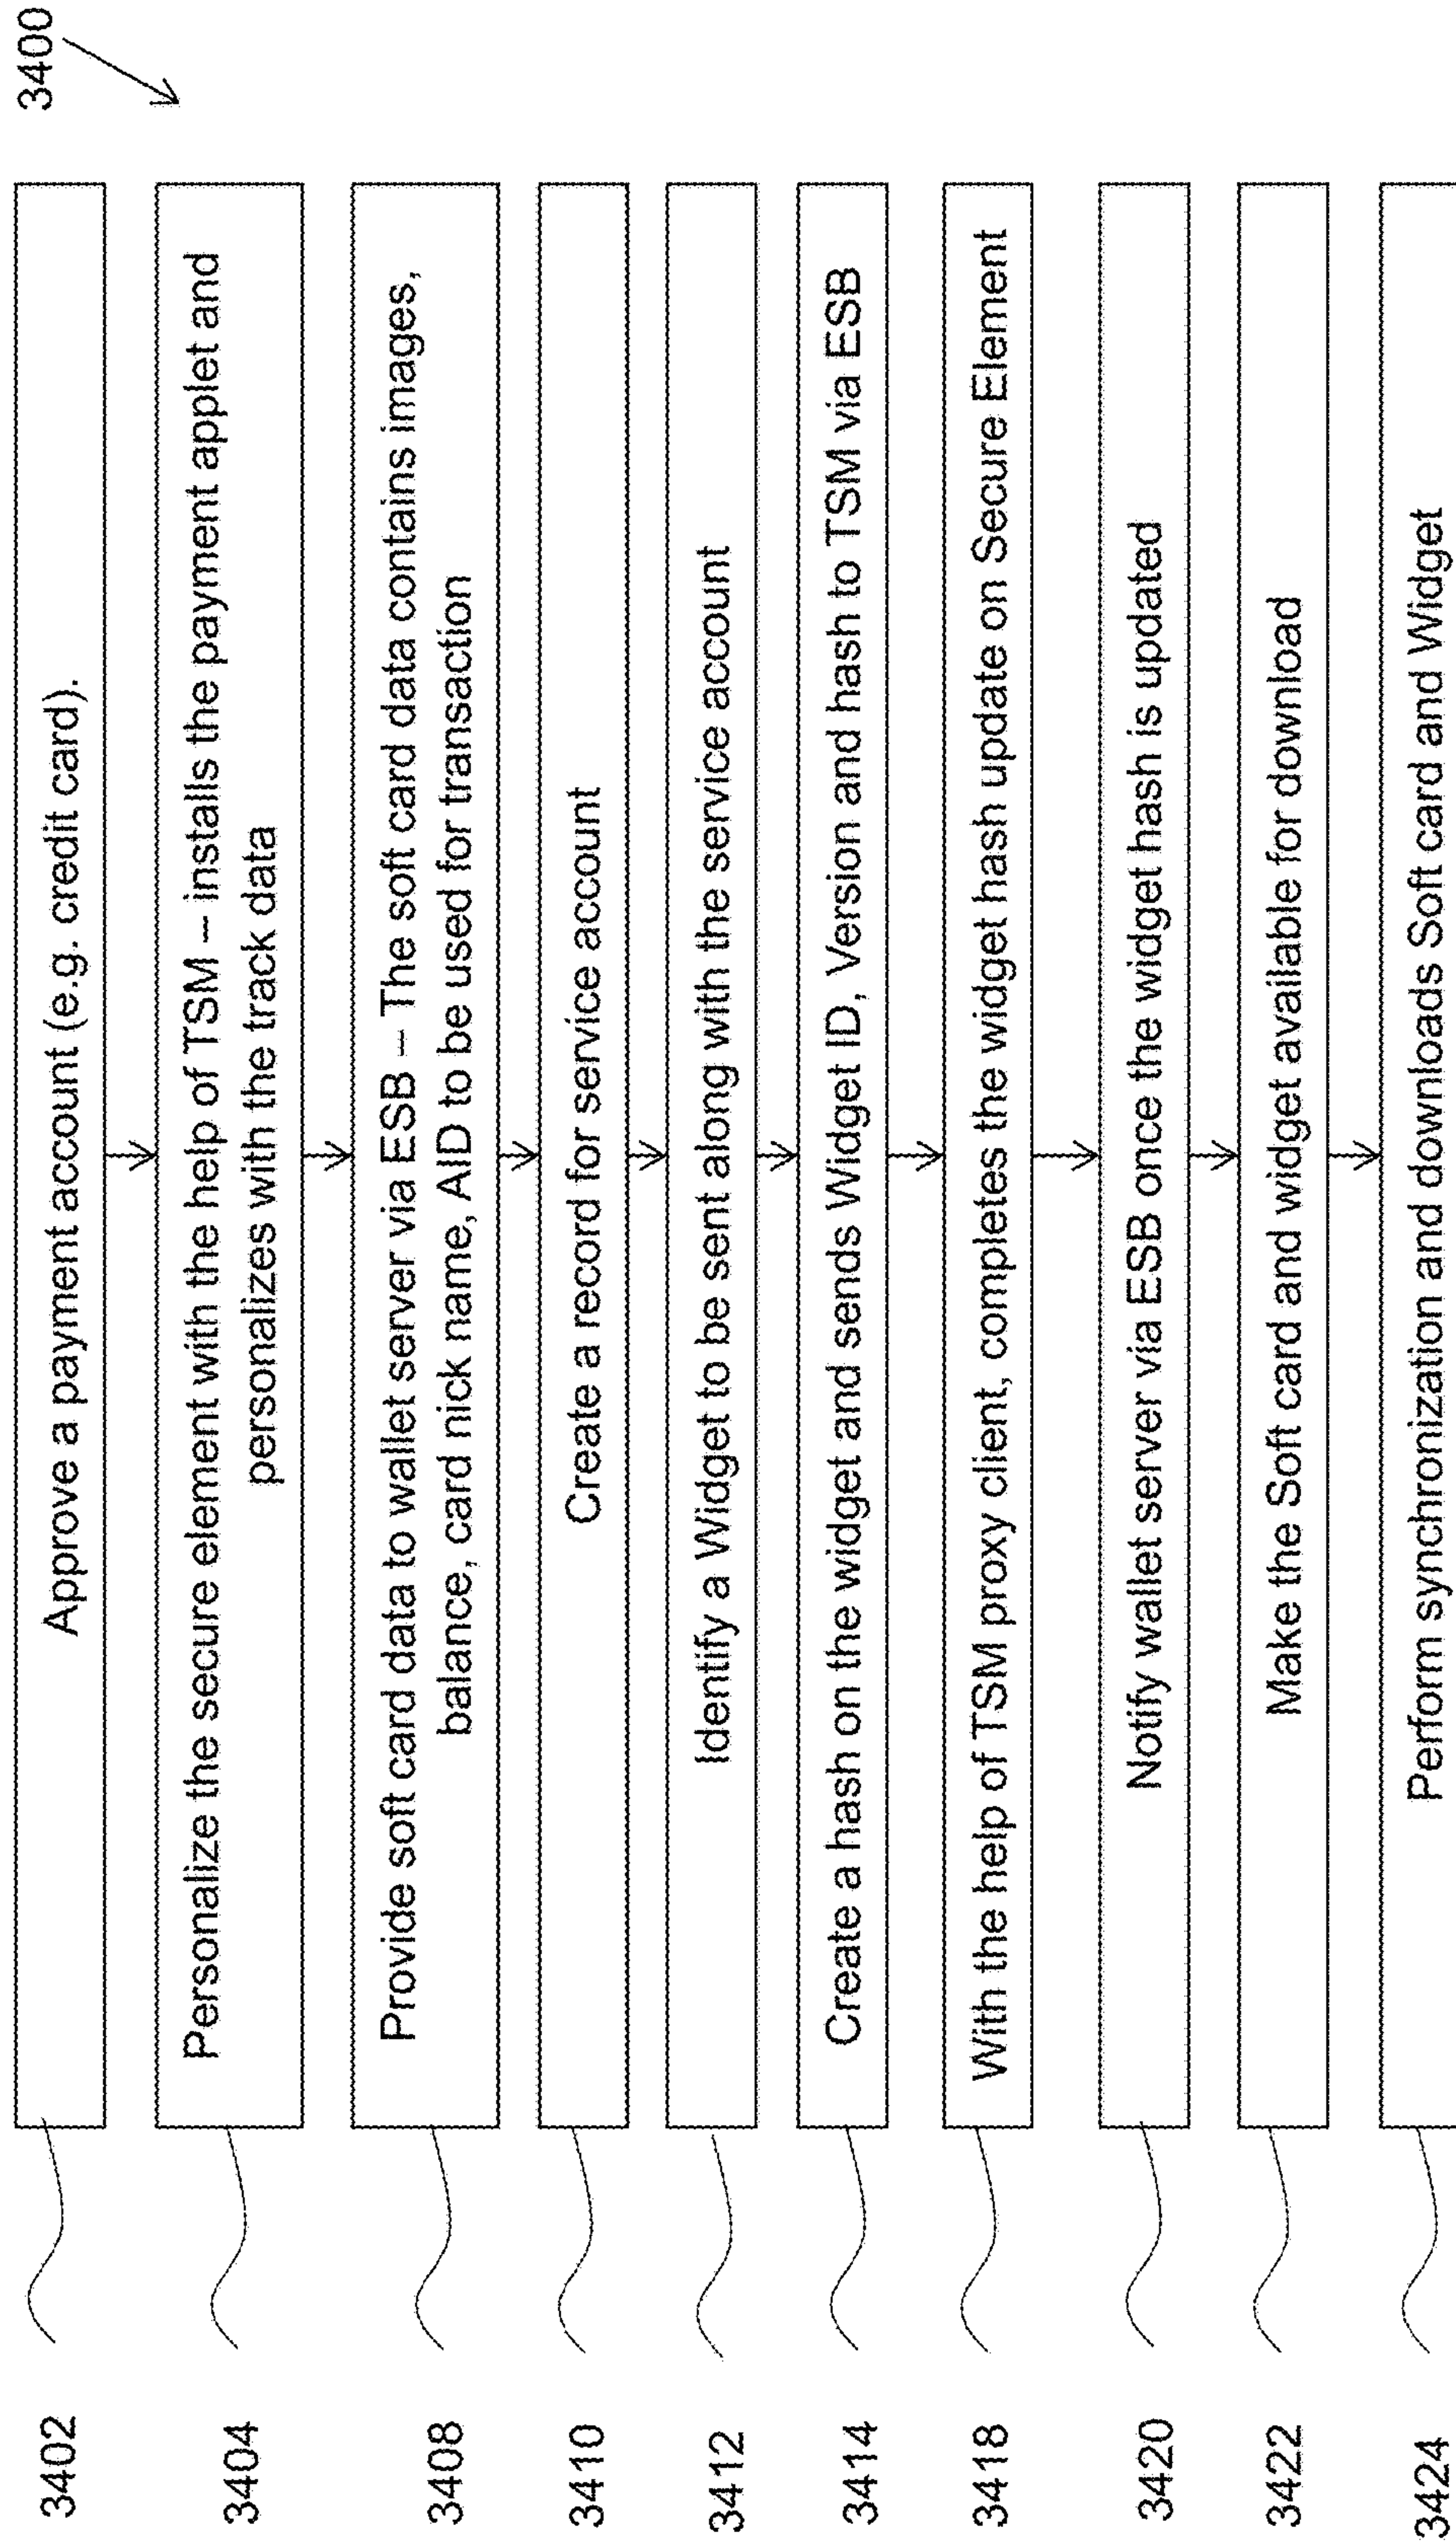 3400
3402
Approve a payment account (e.g. credit card).
3404
Personalize the secure element with the help of TSM – installs the payment applet and
personalizes with the track data
3408
Provide soft card data to wallet server via ESB – The soft card data contains images,
balance, card nick name, AID to be used for transaction
3410
Create a record for service account
3412
Identify a Widget to be sent along with the service account
3414
Create a hash on the widget and sends Widget ID, Version and hash to TSM via ESB
3418
With the help of TSM proxy client, completes the widget hash update on Secure Element
3420
Notify wallet server via ESB once the widget hash is updated
3422
Make the Soft card and widget available for download
3424
Perform synchronization and downloads Soft card and Widget